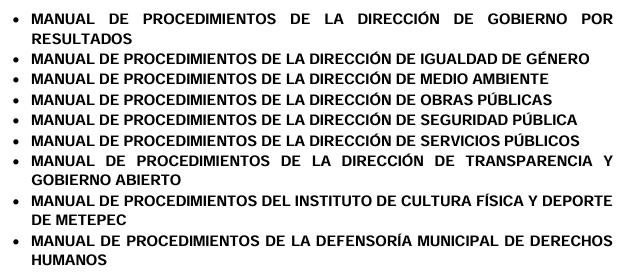 • MANUAL DE PROCEDIMIENTOS DE LA DIRECCIÓN DE GOBIERNO POR
RESULTADOS
• MANUAL DE PROCEDIMIENTOS DE LA DIRECCIÓN DE IGUALDAD DE GÉNERO
• MANUAL DE PROCEDIMIENTOS DE LA DIRECCIÓN DE MEDIO AMBIENTE
• MANUAL DE PROCEDIMIENTOS DE LA DIRECCIÓN DE OBRAS PÚBLICAS
• MANUAL DE PROCEDIMIENTOS DE LA DIRECCIÓN DE SEGURIDAD PÚBLICA
• MANUAL DE PROCEDIMIENTOS DE LA DIRECCIÓN DE SERVICIOS PÚBLICOS
• MANUAL DE PROCEDIMIENTOS DE LA DIRECCIÓN DE TRANSPARENCIA Y
GOBIERNO ABIERTO
• MANUAL DE PROCEDIMIENTOS DEL INSTITUTO DE CULTURA FÍSICA Y DEPORTE
DE METEPEC
• MANUAL DE PROCEDIMIENTOS DE LA DEFENSORÍA MUNICIPAL DE DERECHOS
HUMANOS